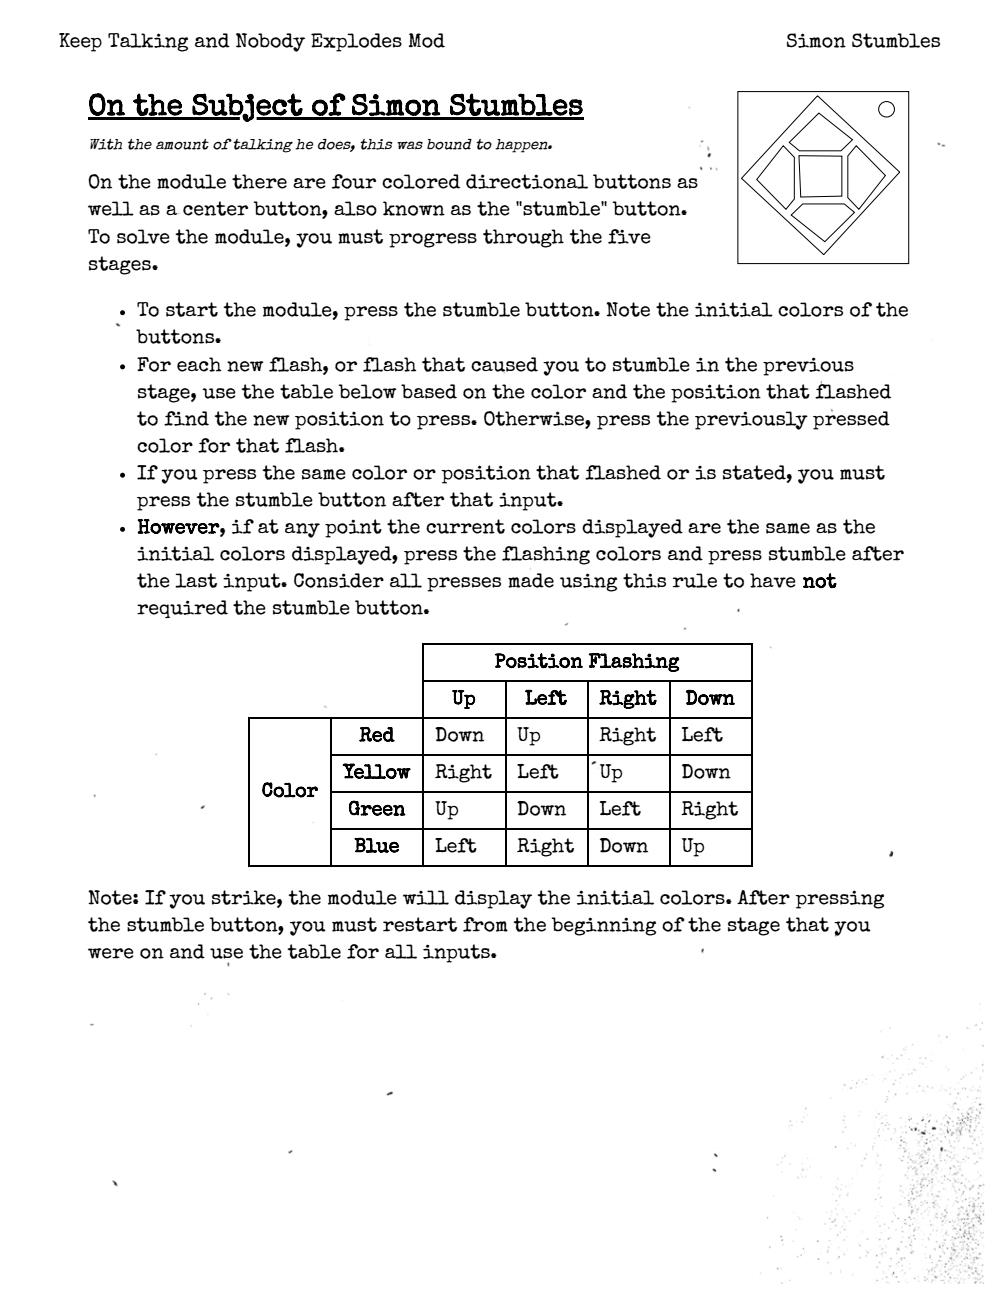 Keep Talking and Nobody Explodes Mod Simon Stumbles
On the Subject of Simon Stumbles
With the amount of talking he does, this was bound to happen.
On the module there are four colored directional buttons as
well as a center button, also known as the "stumble" button.
To solve the module, you must progress through the five
stages.
• To start the module, press the stumble button. Note the initial colors of the
buttons.
• For each new flash, or flash that caused you to stumble in the previous
stage, use the table below based on the color and the position that flashed
to find the new position to press. Otherwise, press the previously pressed
color for that flash.
• If you press the same color or position that flashed or is stated, you must
press the stumble button after that input.
• However, if at any point the current colors displayed are the same as the
initial colors displayed, press the flashing colors and press stumble after
the last input. Consider all presses made using this rule to have not
required the stumble button.
Position Flashing
Up Left Right Down
Color
Red Down Up Right Left
Yellow Right Left Up Down
Green Up Down Left Right
Blue Left Right Down Up
Note: If you strike, the module will display the initial colors. After pressing
the stumble button, you must restart from the beginning of the stage that you
were on and use the table for all inputs.